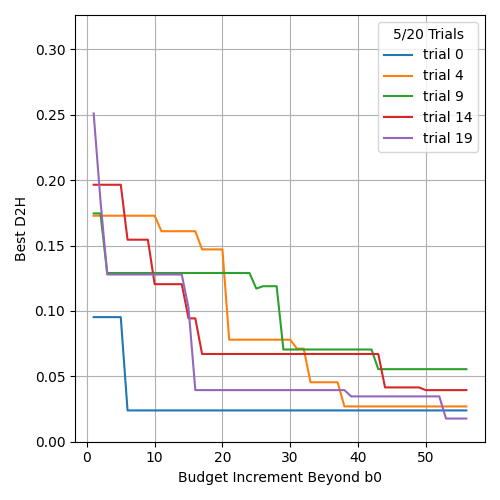 5/20 Trials
trial 0
trial 4
trial 9
trial 14
trial 19
Best D2H
0.30
0.25
0.20
0.15
0.10
0.05
0.00
0 10 20 30 40 50
Budget Increment Beyond b0